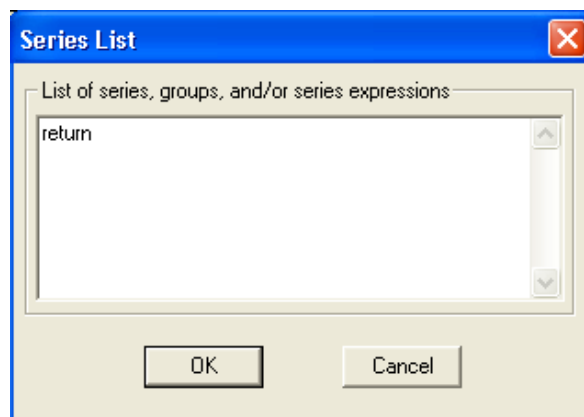 Series List
List of series, groups, and/or series expressions
return
OK
Cancel